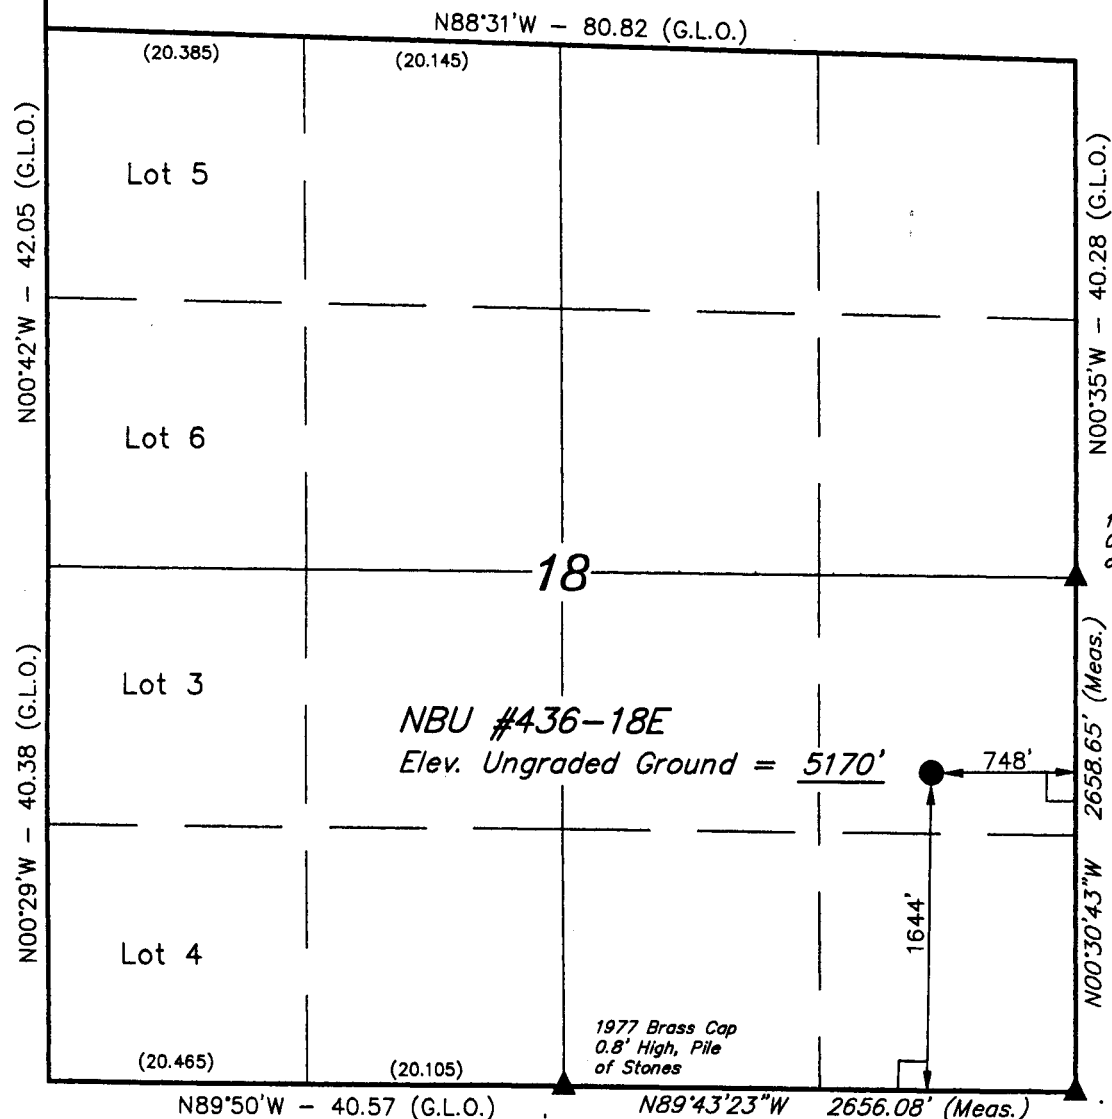 N88°31'W – 80.82 (G.L.O.)
(20.385)
(20.145)
N00°42'W – 42.05 (G.L.O.)
N00°35'W – 40.28 (G.L.O.)
Lot 5
Lot 6
18
Lot 3
NBU #436-18E
Elev. Ungraded Ground = 5170'
748'
2658.65' (Meas.)
N00°30'43"W
N00°29'W – 40.38 (G.L.O.)
1644'
Lot 4
1977 Brass Cap
0.8' High, Pile
of Stones
(20.465)
(20.105)
N89°50'W – 40.57 (G.L.O.)
N89°43'23"W 2656.08' (Meas.)